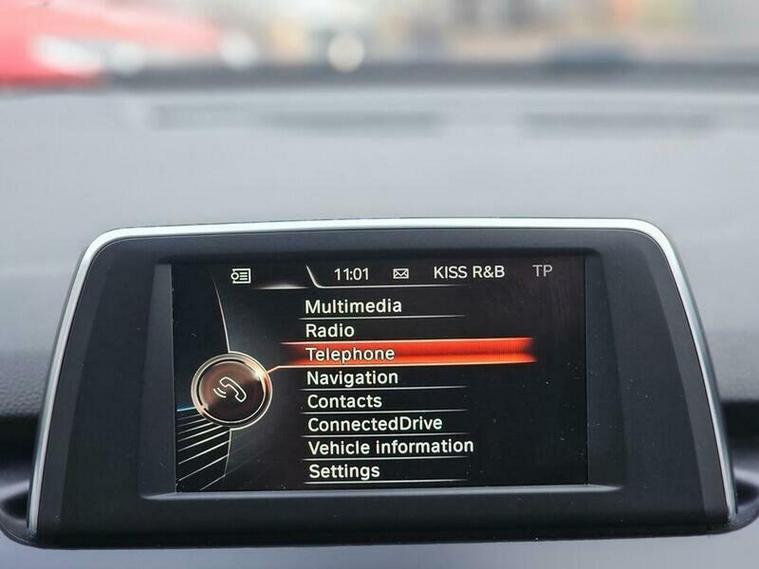 11:01 KISS R&B TP
Multimedia
Radio
Telephone
Navigation
Contacts
ConnectedDrive
Vehicle information
Settings